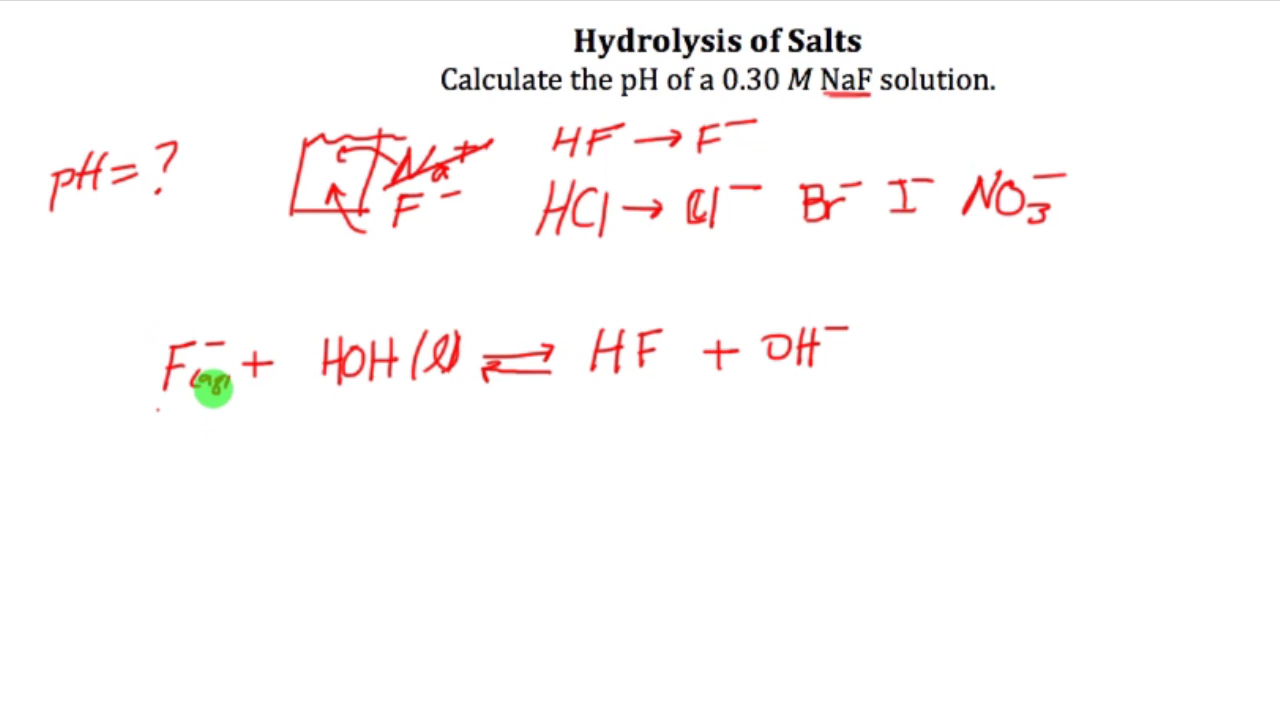 Hydrolysis of Salts
Calculate the pH of a 0.30 M NaF solution.
pH = ?
Na⁺
F⁻
HF → F⁻
HCl → Cl⁻ Br⁻ I⁻ NO₃⁻
F⁻(aq) + HOH(l) ⇌ HF + OH⁻